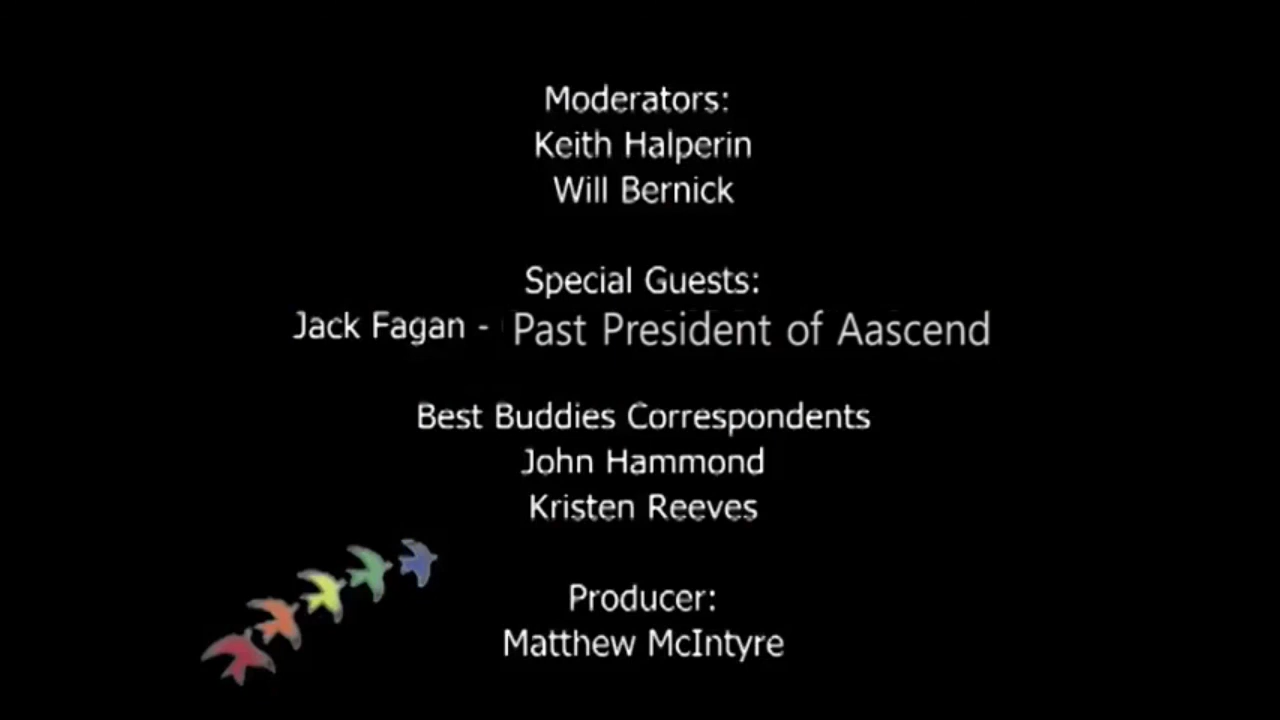 Moderators:
Keith Halperin
Will Bernick
Special Guests:
Jack Fagan - Past President of Aascend
Best Buddies Correspondents
John Hammond
Kristen Reeves
Producer:
Matthew McIntyre